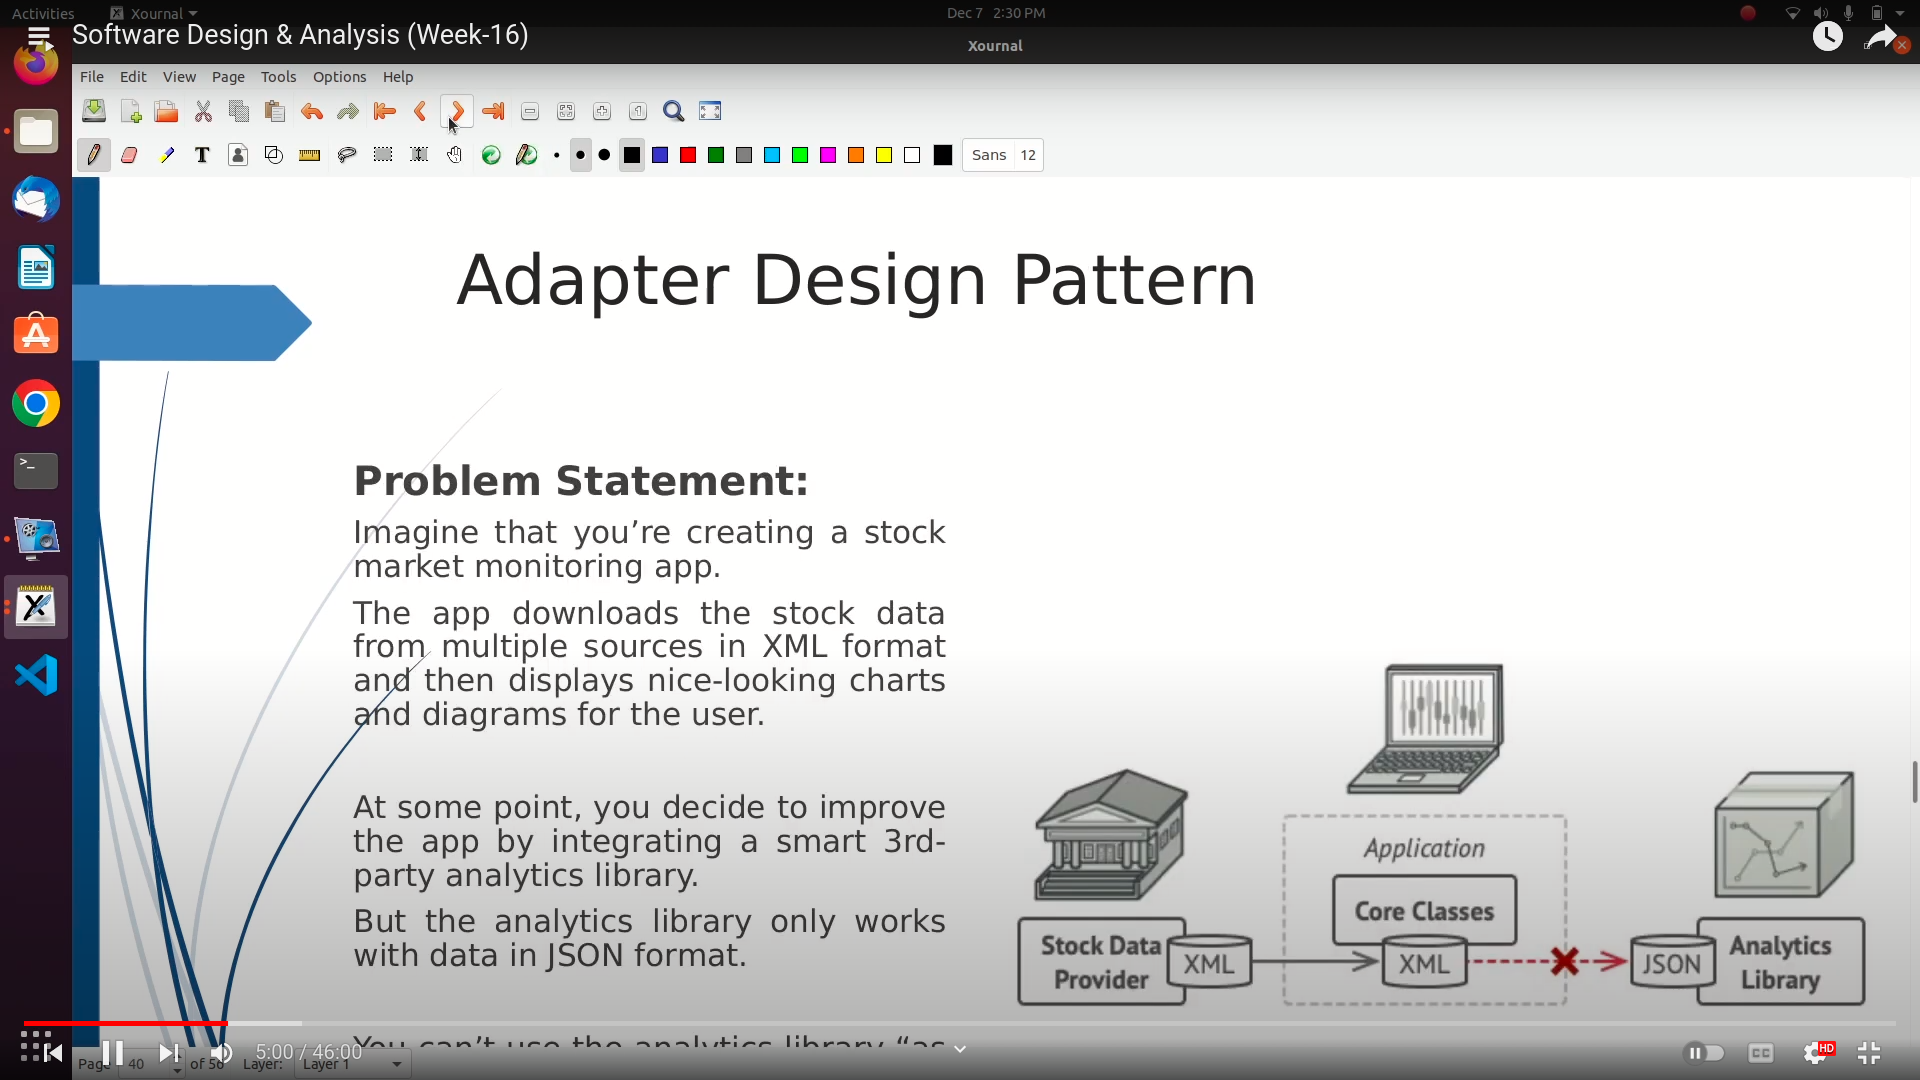 Activities
Xournal
Dec 7 2:30 PM
Software Design & Analysis (Week-16)
Xournal
File Edit View Page Tools Options Help
Sans 12
Adapter Design Pattern
Problem Statement:
Imagine that you’re creating a stock
market monitoring app.
The app downloads the stock data
from multiple sources in XML format
and then displays nice-looking charts
and diagrams for the user.
At some point, you decide to improve
the app by integrating a smart 3rd-
party analytics library.
But the analytics library only works
with data in JSON format.
You can’t use the analytics library “as
Application
Core Classes
Stock Data
Provider
XML
XML
JSON
Analytics
Library
5:00 / 46:00
CC
HD
Page 40 of 56 Layer: Layer 1